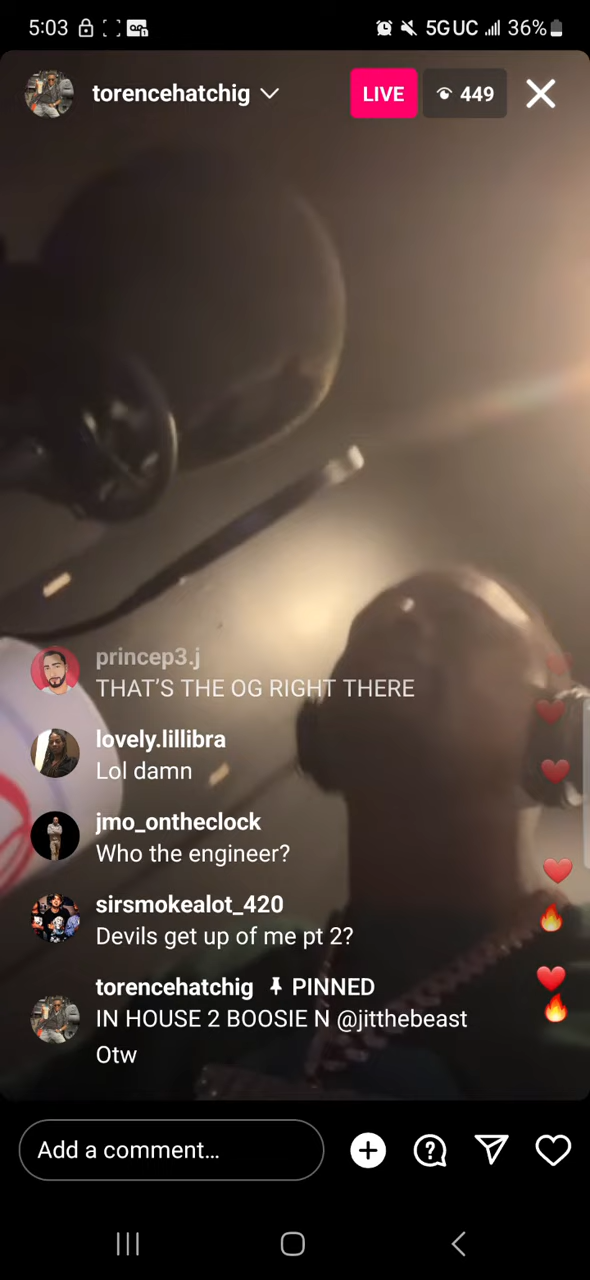 5:03
5G UC
36%
torencehatchig
LIVE
449
princep3.j
THAT'S THE OG RIGHT THERE
lovely.lillibra
Lol damn
jmo_ontheclock
Who the engineer?
sirsmokealot_420
Devils get up of me pt 2?
torencehatchig PINNED
IN HOUSE 2 BOOSIE N @jitthebeast
Otw
Add a comment...